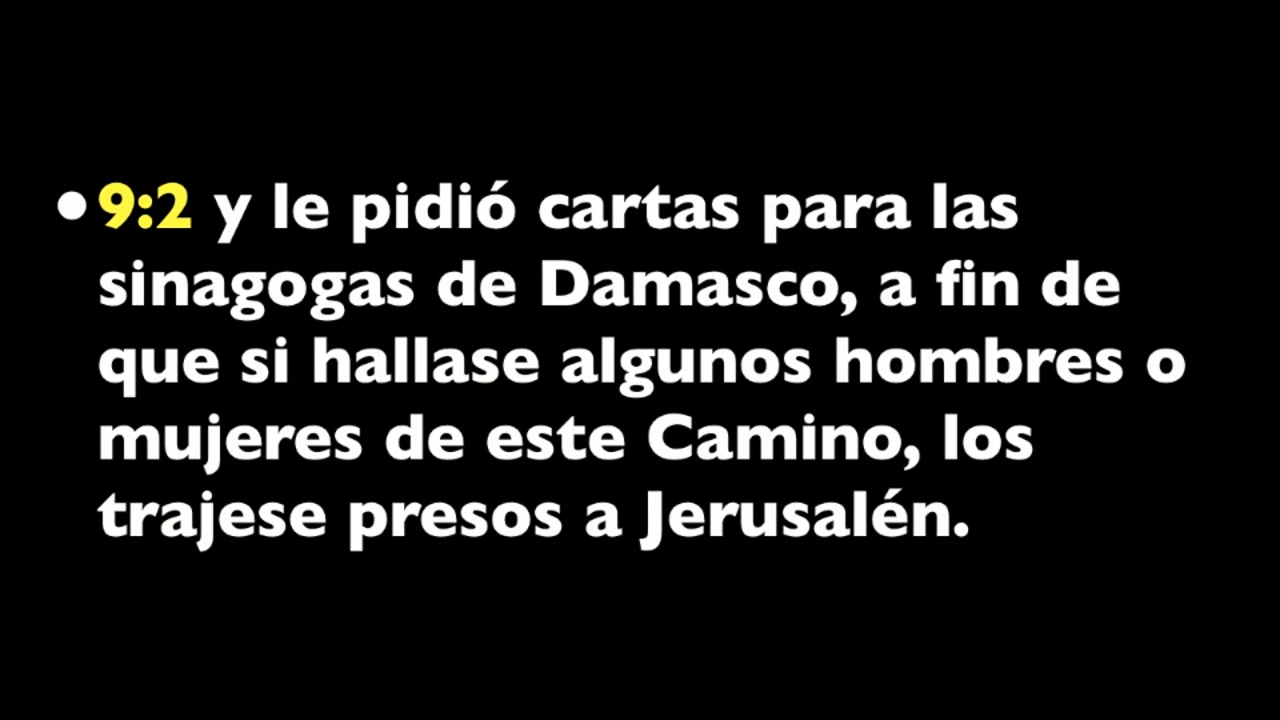 •9:2 y le pidió cartas para las
sinagogas de Damasco, a fin de
que si hallase algunos hombres o
mujeres de este Camino, los
trajese presos a Jerusalén.